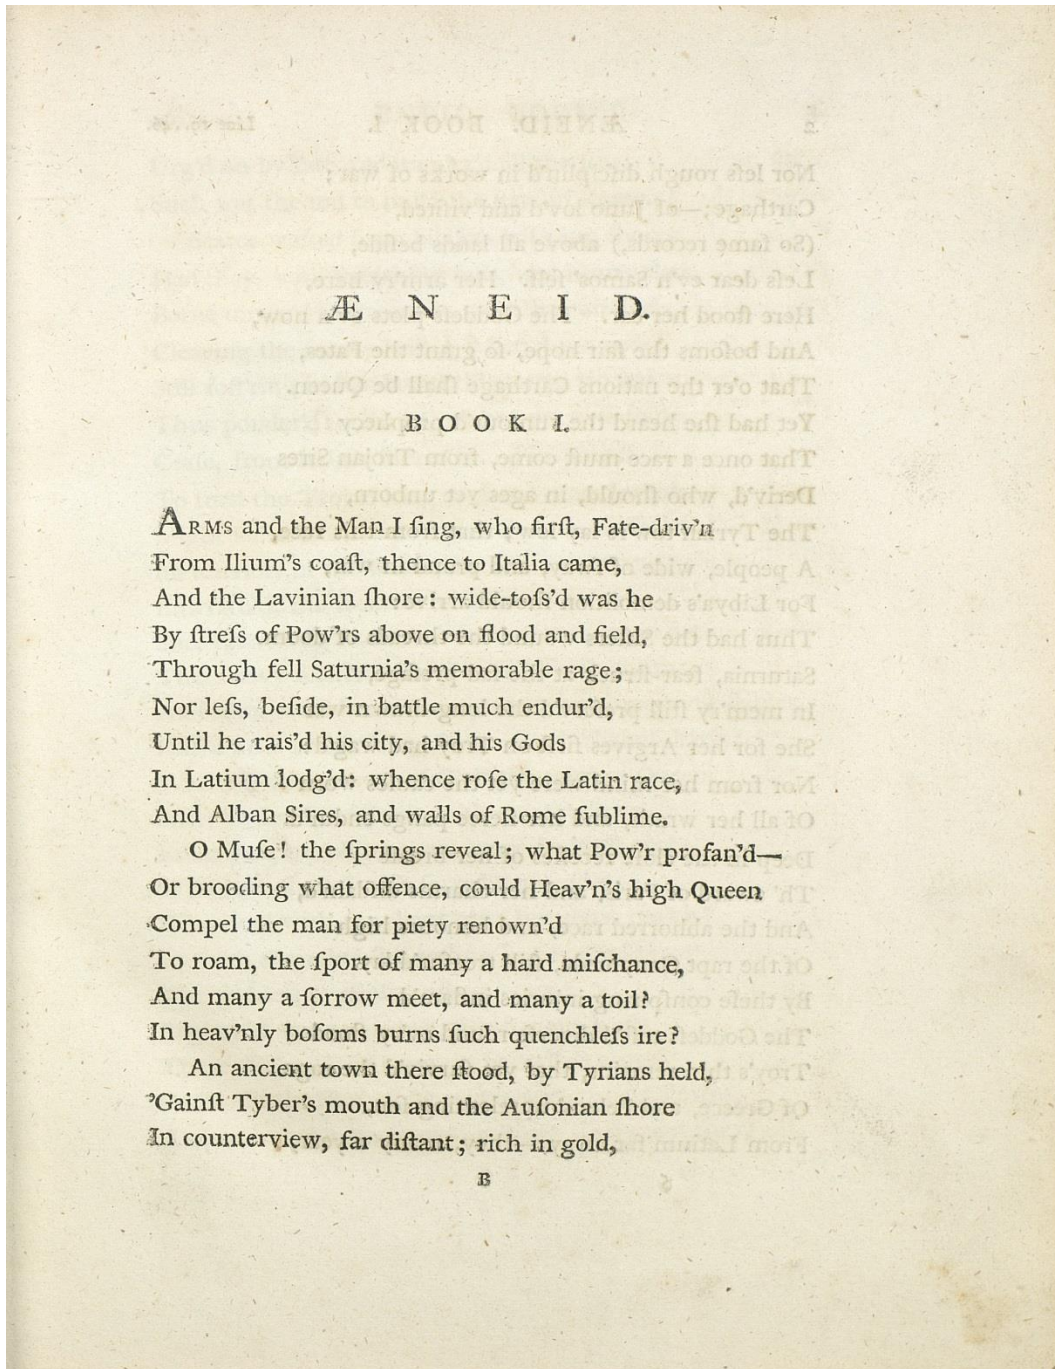 ÆNEID.
BOOK I.
ARMS and the Man I ſing, who firſt, Fate-driv'n
From Ilium's coaſt, thence to Italia came,
And the Lavinian ſhore: wide-toſs'd was he
By ſtreſs of Pow'rs above on flood and field,
Through fell Saturnia's memorable rage;
Nor leſs, beſide, in battle much endur'd,
Until he rais'd his city, and his Gods
In Latium lodg'd: whence roſe the Latin race,
And Alban Sires, and walls of Rome ſublime.
O Muſe! the ſprings reveal; what Pow'r profan'd—
Or brooding what offence, could Heav'n's high Queen
Compel the man for piety renown'd
To roam, the ſport of many a hard miſchance,
And many a ſorrow meet, and many a toil?
In heav'nly boſoms burns ſuch quenchleſs ire?
An ancient town there ſtood, by Tyrians held,
'Gainſt Tyber's mouth and the Auſonian ſhore
In counterview, far diſtant; rich in gold,
B